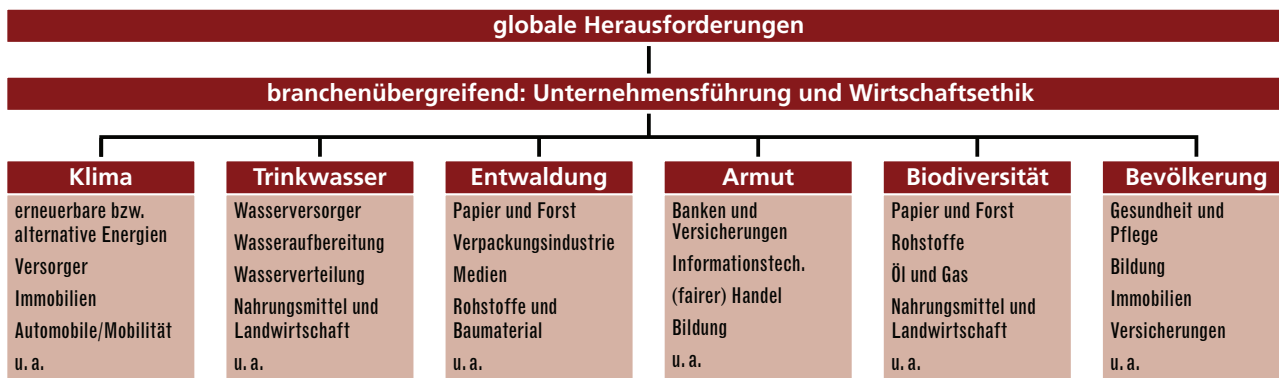 globale Herausforderungen
branchenübergreifend: Unternehmensführung und Wirtschaftsethik
Klima
erneuerbare bzw.
alternative Energien
Versorger
Immobilien
Automobile/Mobilität
u. a.
Trinkwasser
Wasserversorger
Wasseraufbereitung
Wasserverteilung
Nahrungsmittel und
Landwirtschaft
u. a.
Entwaldung
Papier und Forst
Verpackungsindustrie
Medien
Rohstoffe und
Baumaterial
u. a.
Armut
Banken und
Versicherungen
Informationstech.
(fairer) Handel
Bildung
u. a.
Biodiversität
Papier und Forst
Rohstoffe
Öl und Gas
Nahrungsmittel und
Landwirtschaft
u. a.
Bevölkerung
Gesundheit und
Pflege
Bildung
Immobilien
Versicherungen
u. a.